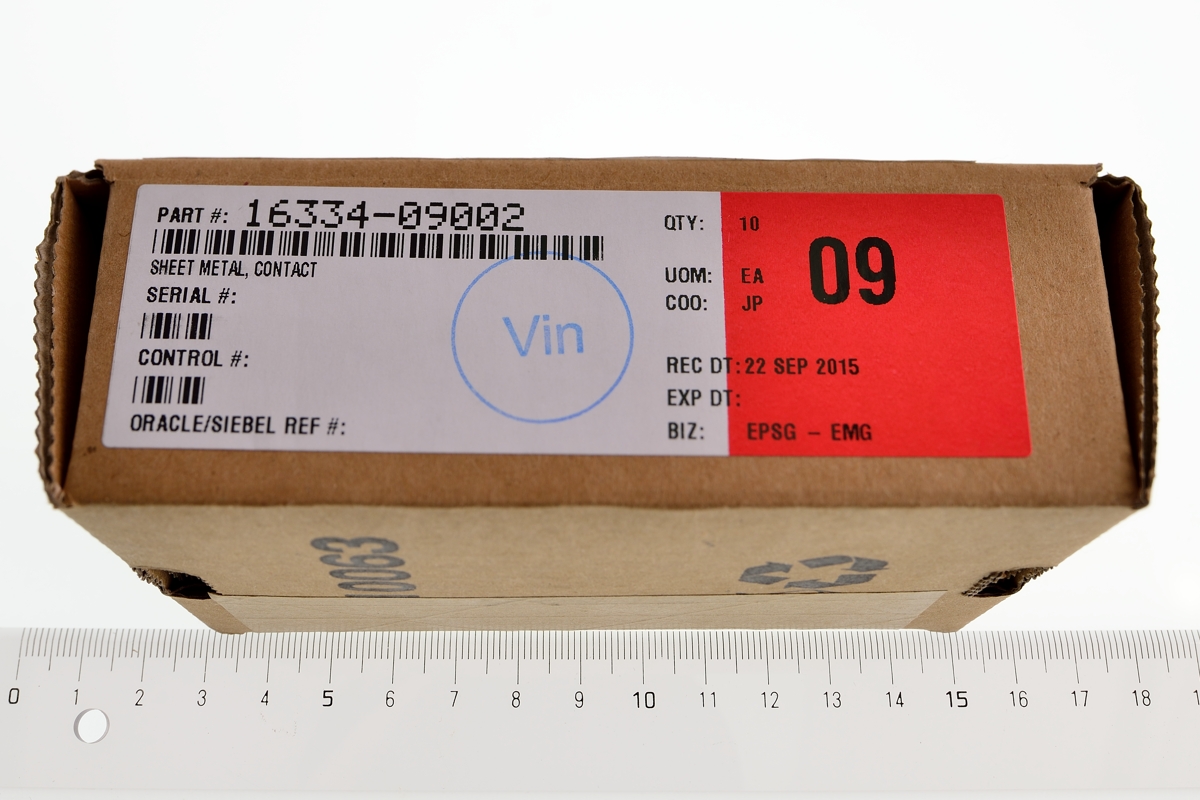 PART #: 16334-09002
SHEET METAL, CONTACT
SERIAL #:
CONTROL #:
ORACLE/SIEBEL REF #:
Vin
QTY: 10
UOM: EA
COO: JP
09
REC DT: 22 SEP 2015
EXP DT:
BIZ: EPSG - EMG
0063
0 1 2 3 4 5 6 7 8 9 10 11 12 13 14 15 16 17 18 1